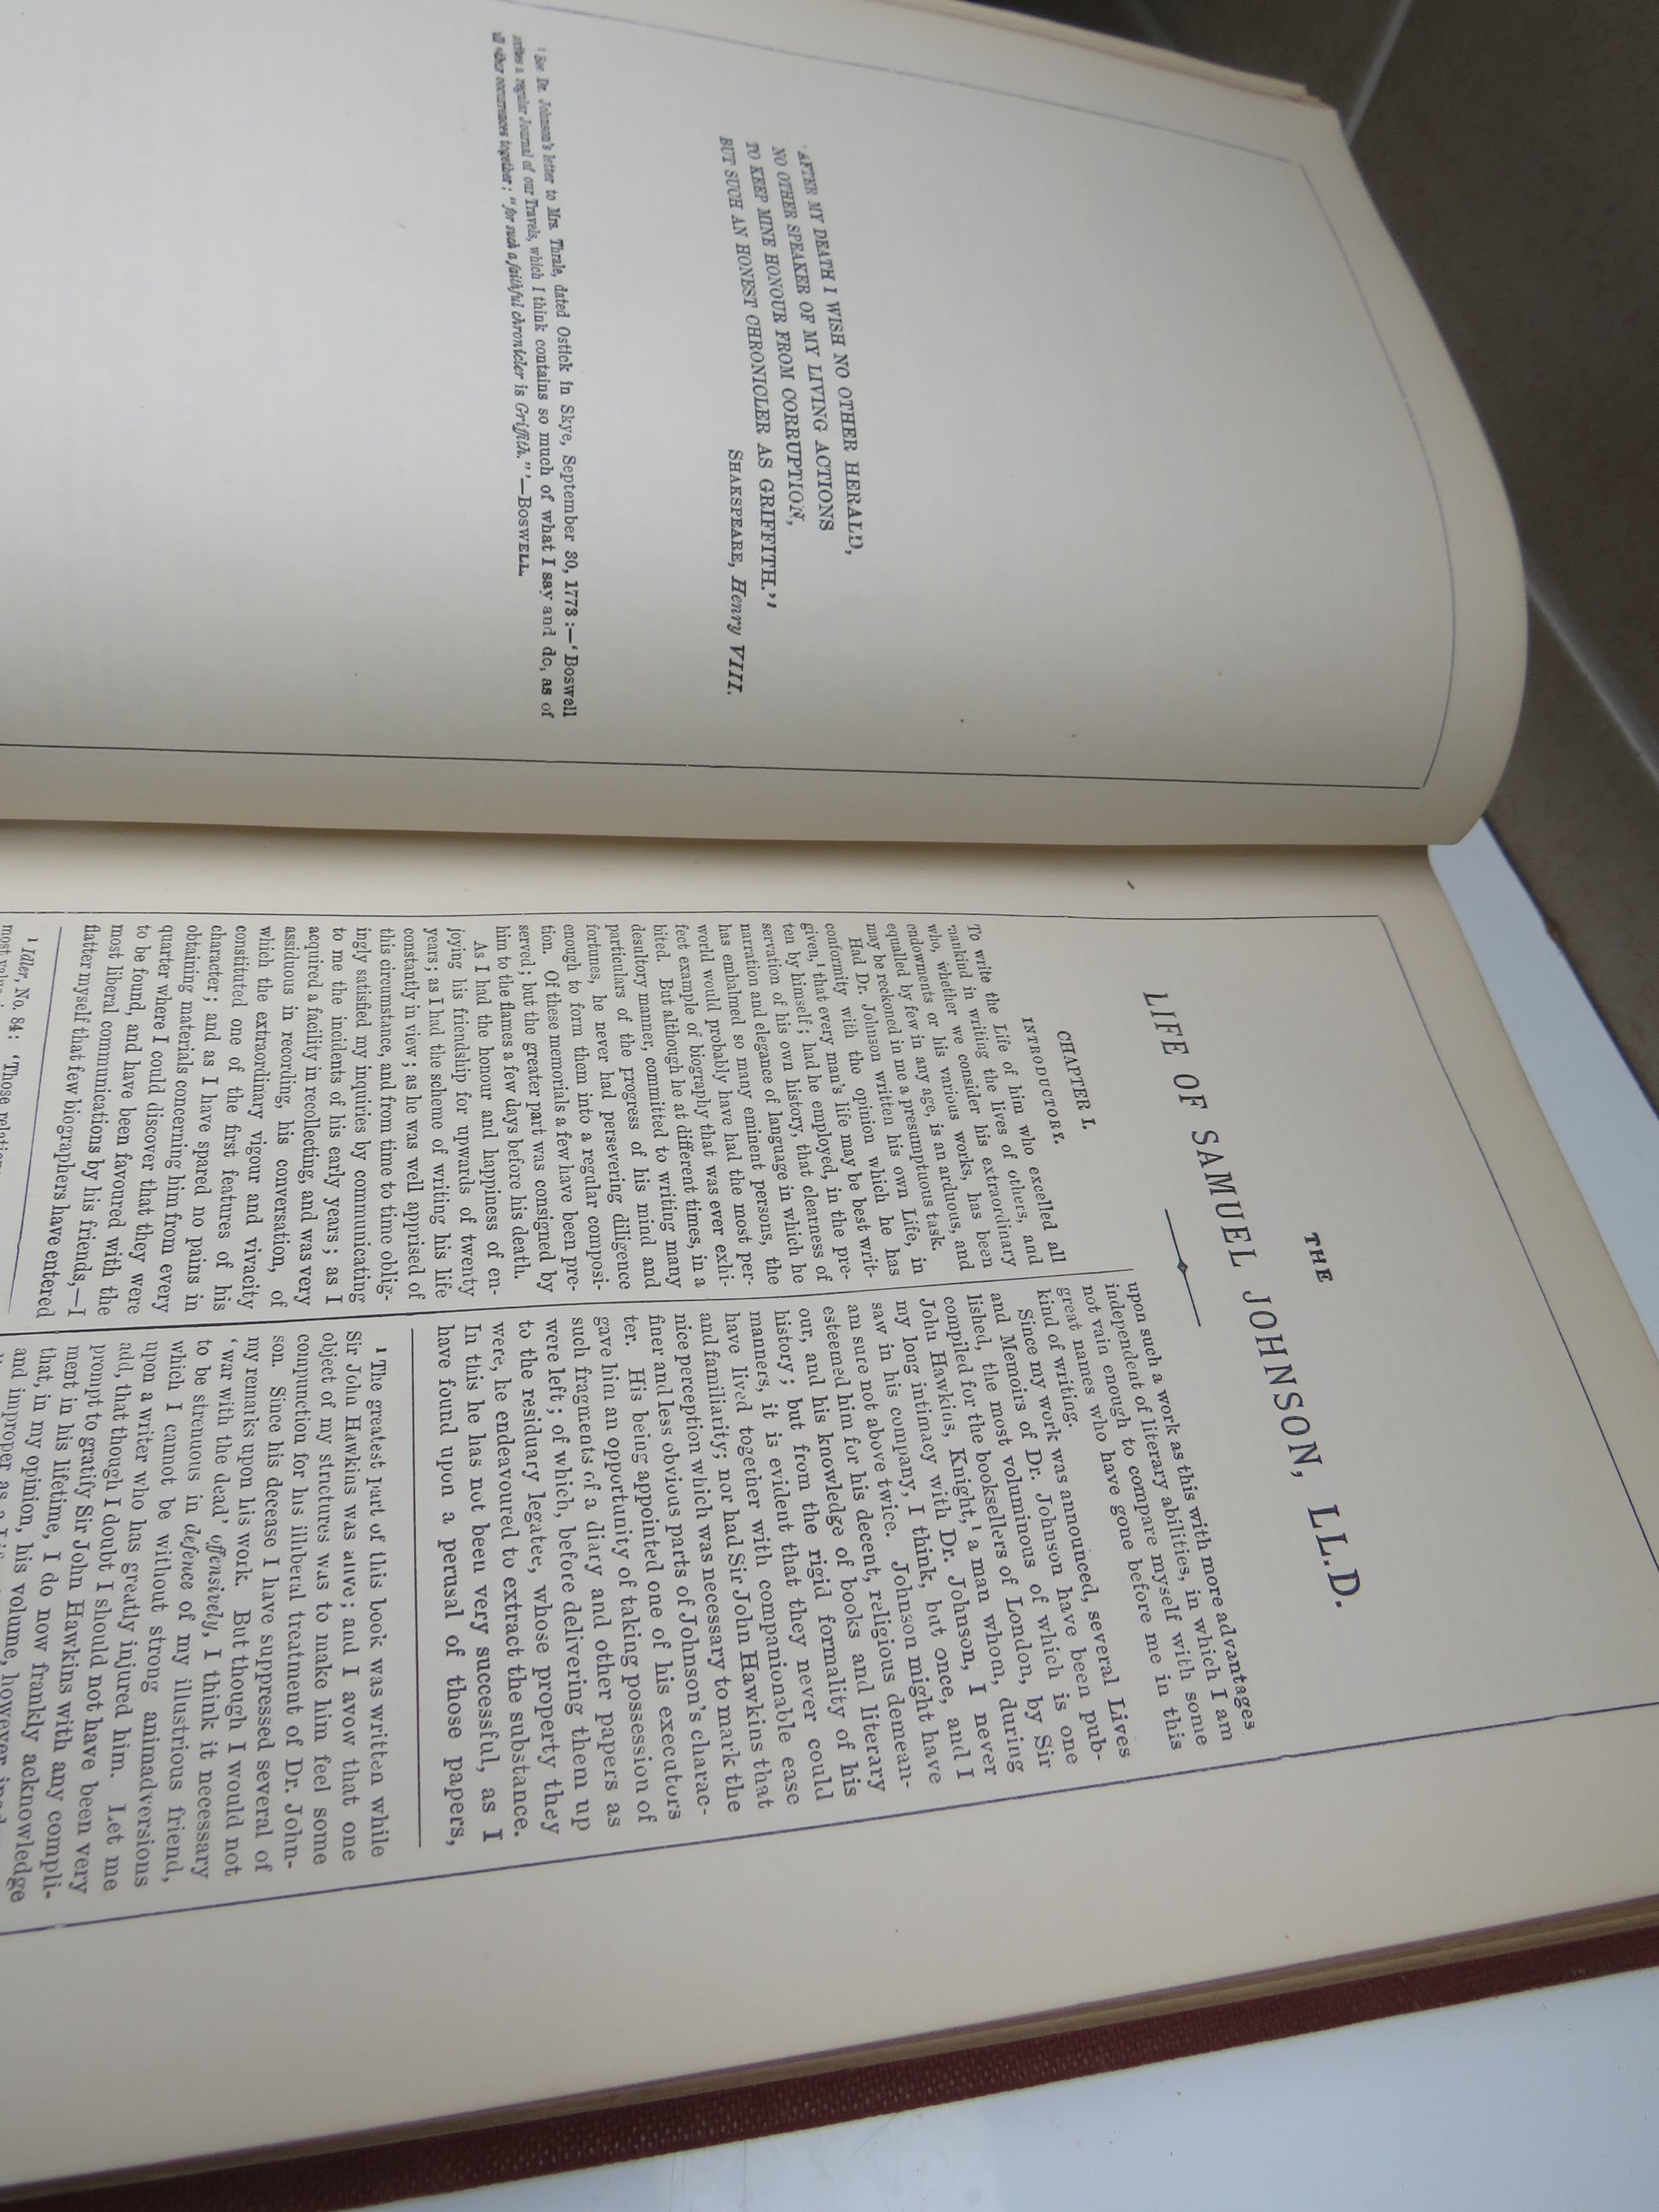 'AFTER MY DEATH I WISH NO OTHER HERALD,
NO OTHER SPEAKER OF MY LIVING ACTIONS
TO KEEP MINE HONOUR FROM CORRUPTION,
BUT SUCH AN HONEST CHRONICLER AS GRIFFITH.'¹
SHAKSPEARE, Henry VIII.
¹ See Dr. Johnson's letter to Mrs. Thrale, dated Ostick in Skye, September 30, 1773:—'Boswell
writes a regular Journal of our Travels, which I think contains so much of what I say and do, as of
all other occurrences together; "for such a faithful chronicler is Griffith."'—BOSWELL.
THE
LIFE OF SAMUEL JOHNSON, LL.D.
CHAPTER I.
INTRODUCTORY.
To write the Life of him who excelled all
mankind in writing the lives of others, and
who, whether we consider his extraordinary
endowments or his various works, has been
equalled by few in any age, is an arduous, and
may be reckoned in me a presumptuous task.
Had Dr. Johnson written his own Life, in
conformity with the opinion which he has
given,¹ that every man's life may be best writ-
ten by himself; had he employed, in the pre-
servation of his own history, that clearness of
narration and elegance of language in which he
has embalmed so many eminent persons, the
world would probably have had the most per-
fect example of biography that was ever exhi-
bited. But although he at different times, in a
desultory manner, committed to writing many
particulars of the progress of his mind and
fortunes, he never had persevering diligence
enough to form them into a regular composi-
tion. Of these memorials a few have been pre-
served; but the greater part was consigned by
him to the flames a few days before his death.
As I had the honour and happiness of en-
joying his friendship for upwards of twenty
years; as I had the scheme of writing his life
constantly in view; as he was well apprised of
this circumstance, and from time to time oblig-
ingly satisfied my inquiries by communicating
to me the incidents of his early years; as I
acquired a facility in recollecting, and was very
assiduous in recording, his conversation, of
which the extraordinary vigour and vivacity
constituted one of the first features of his
character; and as I have spared no pains in
obtaining materials concerning him from every
quarter where I could discover that they were
to be found, and have been favoured with the
most liberal communications by his friends,—I
flatter myself that few biographers have entered
¹ Idler, No. 84: 'Those relations
upon such a work as this with more advantages
independent of literary abilities, in which I am
not vain enough to compare myself with some
great names who have gone before me in this
kind of writing.
Since my work was announced, several Lives
and Memoirs of Dr. Johnson have been pub-
lished, the most voluminous of which is one
compiled for the booksellers of London, by Sir
John Hawkins, Knight,¹ a man whom, during
my long intimacy with Dr. Johnson, I never
saw in his company, I think, but once, and I
am sure not above twice. Johnson might have
esteemed him for his decent, religious demean-
our, and his knowledge of books and literary
history; but from the rigid formality of his
manners, it is evident that they never could
have lived together with companionable ease
and familiarity; nor had Sir John Hawkins that
nice perception which was necessary to mark the
finer and less obvious parts of Johnson's charac-
ter. His being appointed one of his executors
gave him an opportunity of taking possession of
such fragments of a diary and other papers as
were left; of which, before delivering them up
to the residuary legatee, whose property they
were, he endeavoured to extract the substance.
In this he has not been very successful, as I
have found upon a perusal of those papers,
¹ The greatest part of this book was written while
Sir John Hawkins was alive; and I avow that one
object of my strictures was to make him feel some
compunction for his illiberal treatment of Dr. John-
son. Since his decease I have suppressed several of
my remarks upon his work. But though I would not
'war with the dead' offensively, I think it necessary
to be strenuous in defence of my illustrious friend,
which I cannot be without strong animadversions
upon a writer who has greatly injured him. Let me
add, that though I doubt I should not have been very
prompt to gratify Sir John Hawkins with any compli-
ment in his lifetime, I do now frankly acknowledge
that, in my opinion, his volume, however
and improper as a